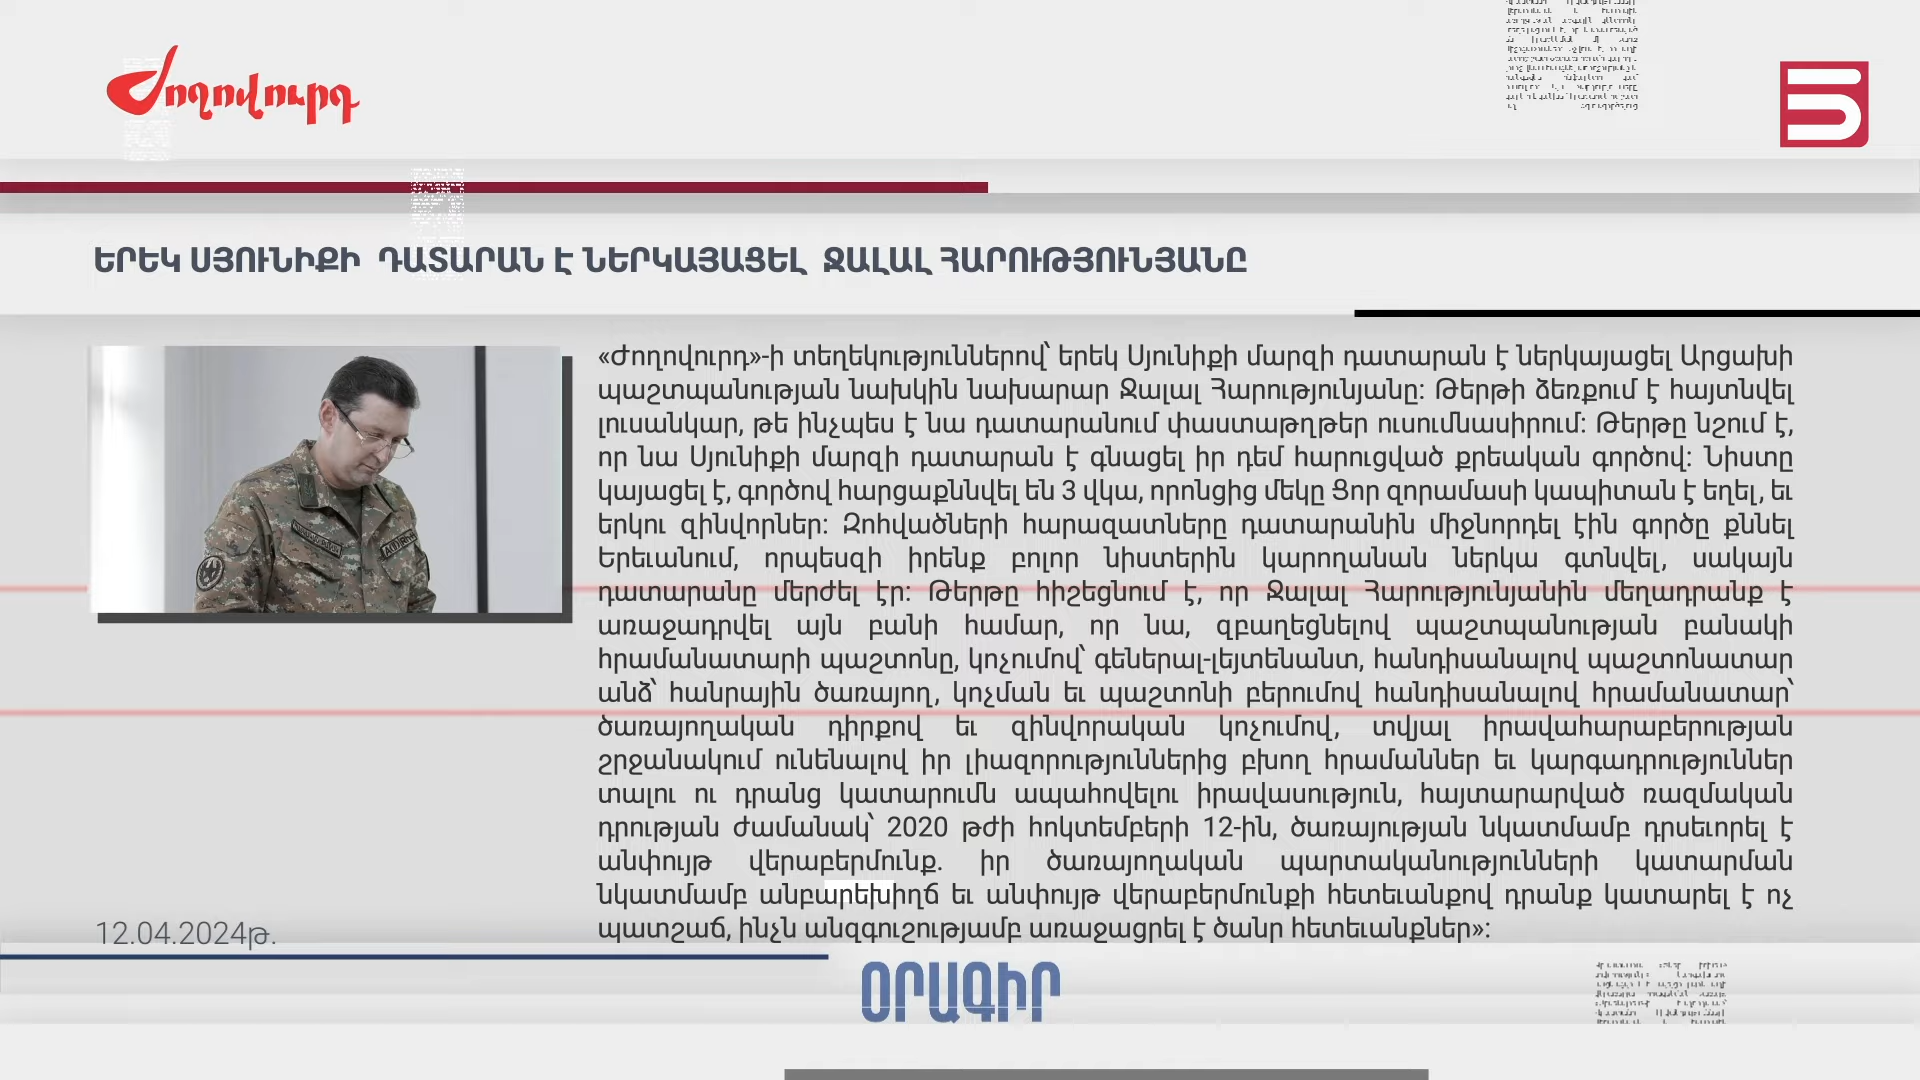 Ժողովուրդ
ԵՐԵԿ ՍՅՈՒՆԻՔԻ ԴԱՏԱՐԱՆ Է ՆԵՐԿԱՅԱՑԵԼ ՋԱԼԱԼ ՀԱՐՈՒԹՅՈՒՆՅԱՆԸ
«Ժողովուրդ»-ի տեղեկություններով՝ երեկ Սյունիքի մարզի դատարան է ներկայացել Արցախի
պաշտպանության նախկին նախարար Ջալալ Հարությունյանը: Թերթի ձեռքում է հայտնվել
լուսանկար, թե ինչպես է նա դատարանում փաստաթղթեր ուսումնասիրում: Թերթը նշում է,
որ նա Սյունիքի մարզի դատարան է գնացել իր դեմ հարուցված քրեական գործով: Նիստը
կայացել է, գործով հարցաքննվել են 3 վկա, որոնցից մեկը Ցոր զորամասի կապիտան է եղել, եւ
երկու զինվորներ: Զոհվածների հարազատները դատարանին միջնորդել էին գործը քննել
Երեւանում, որպեսզի իրենք բոլոր նիստերին կարողանան ներկա գտնվել, սակայն
դատարանը մերժել էր: Թերթը հիշեցնում է, որ Ջալալ Հարությունյանին մեղադրանք է
առաջադրվել այն բանի համար, որ նա, զբաղեցնելով պաշտպանության բանակի
հրամանատարի պաշտոնը, կոչումով՝ գեներալ-լեյտենանտ, հանդիսանալով պաշտոնատար
անձ՝ հանրային ծառայող, կոչման եւ պաշտոնի բերումով հանդիսանալով հրամանատար՝
ծառայողական դիրքով եւ զինվորական կոչումով, տվյալ իրավահարաբերության
շրջանակում ունենալով իր լիազորություններից բխող հրամաններ եւ կարգադրություններ
տալու ու դրանց կատարումն ապահովելու իրավասություն, հայտարարված ռազմական
դրության ժամանակ՝ 2020 թժի հոկտեմբերի 12-ին, ծառայության նկատմամբ դրսեւորել է
անփույթ վերաբերմունք. իր ծառայողական պարտականությունների կատարման
նկատմամբ անբարեխիղճ եւ անփույթ վերաբերմունքի հետեւանքով դրանք կատարել է ոչ
պատշաճ, ինչն անզգուշությամբ առաջացրել է ծանր հետեւանքներ»:
12.04.2024թ.
ՕՐԱԳԻՐ